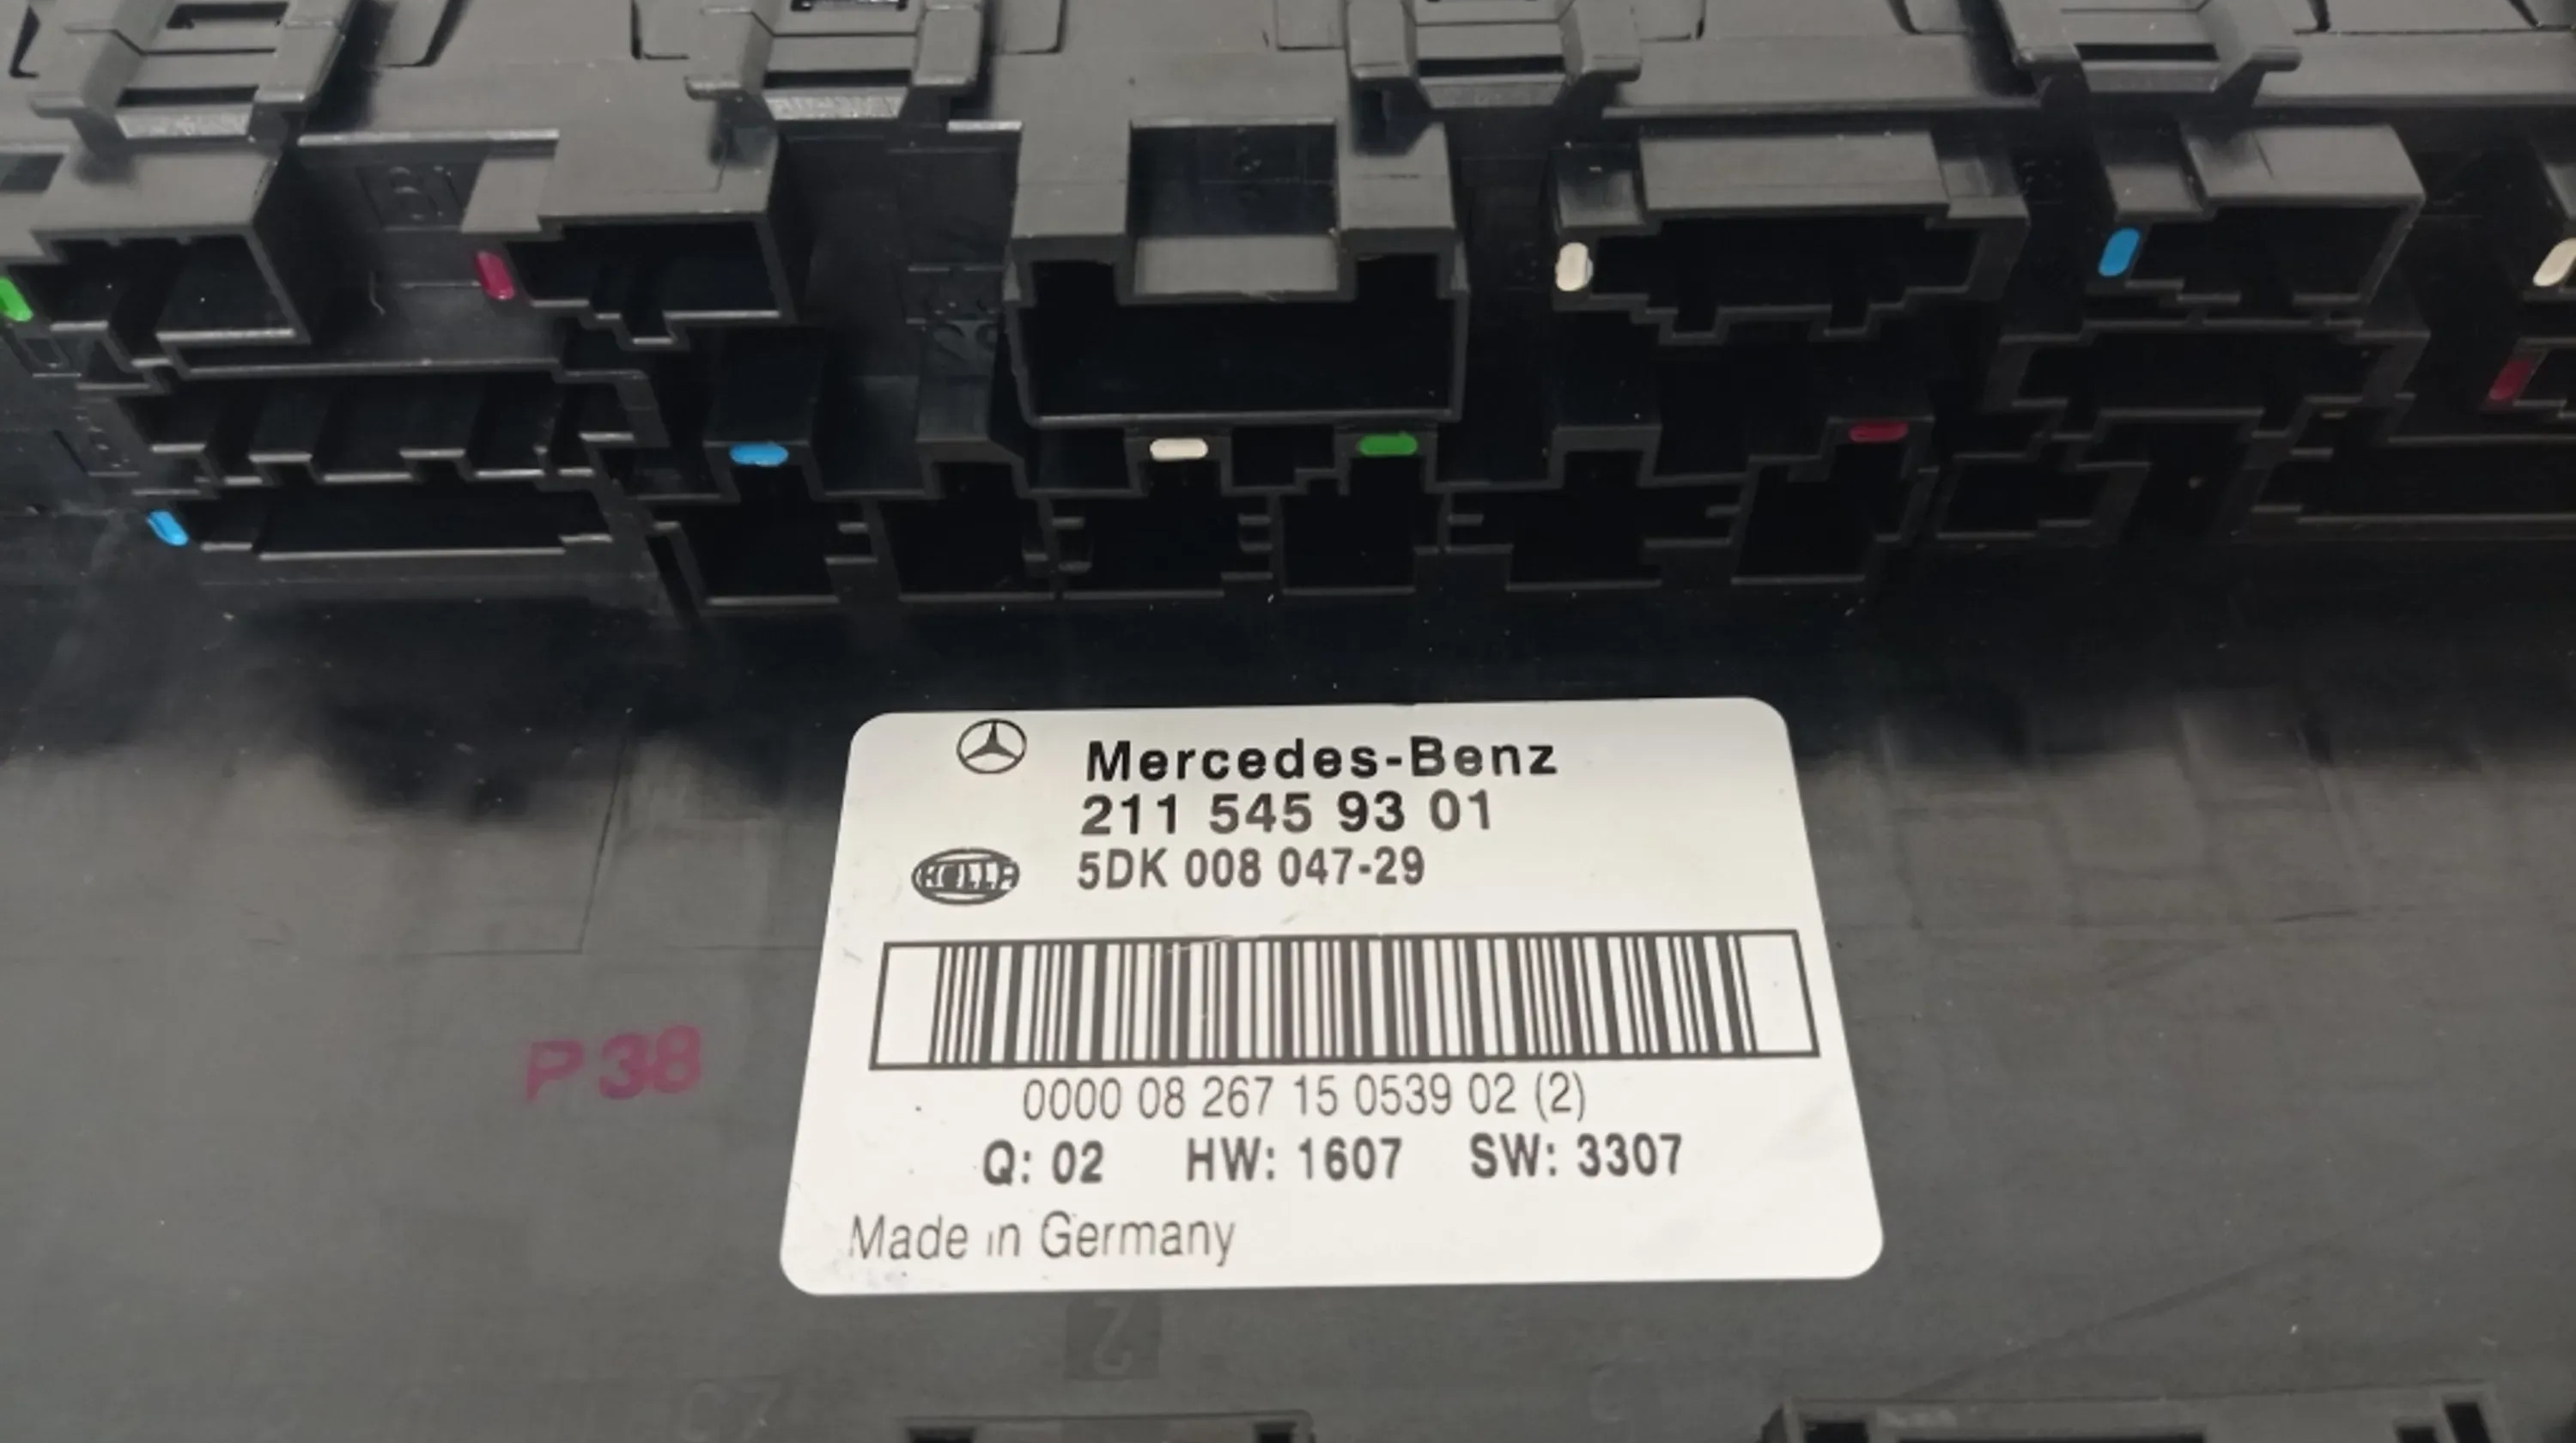 Mercedes-Benz
211 545 93 01
HELLA
5DK 008 047-29
P38
0000 08 267 15 0539 02 (2)
Q: 02 HW: 1607 SW: 3307
Made in Germany
2